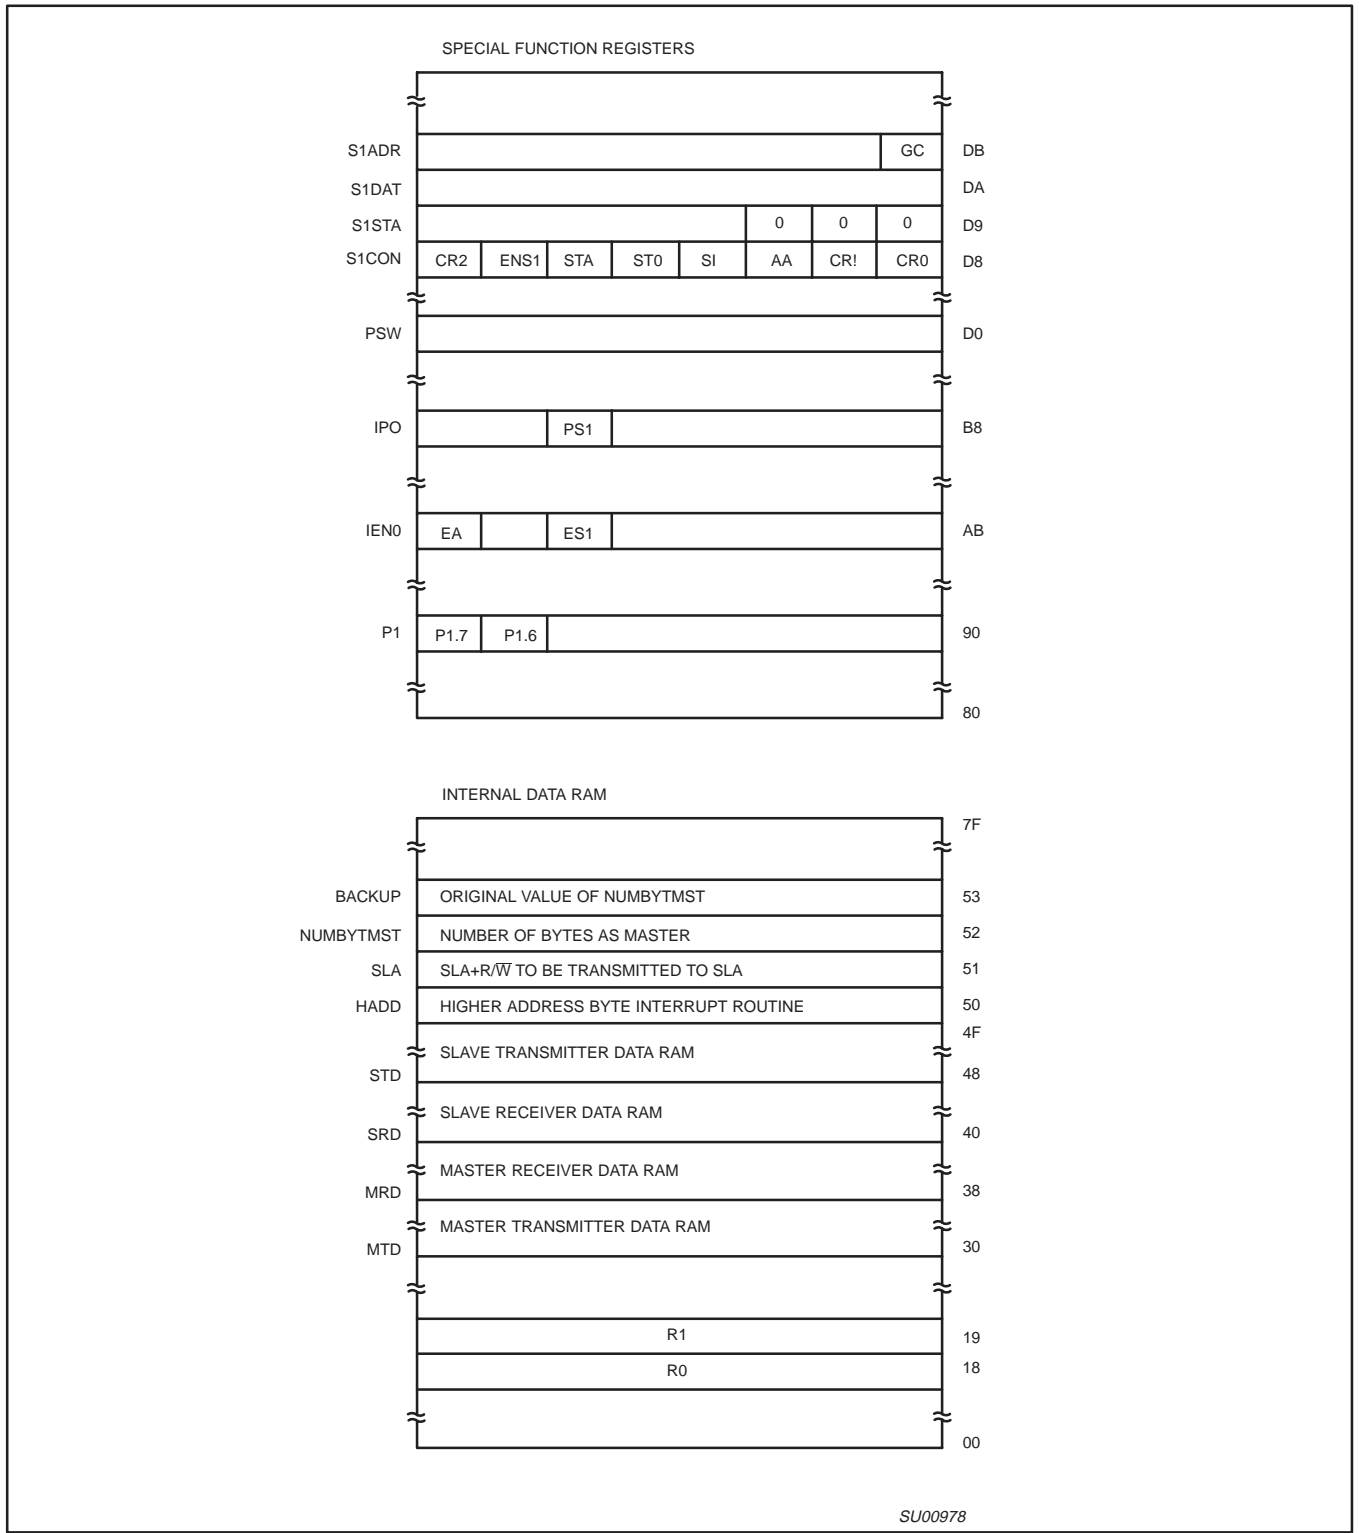 SPECIAL FUNCTION REGISTERS
S1ADR GC DB
S1DAT DA
S1STA 0 0 0 D9
S1CON CR2 ENS1 STA ST0 SI AA CR! CR0 D8
PSW D0
IPO PS1 B8
IEN0 EA ES1 AB
P1 P1.7 P1.6 90
80
INTERNAL DATA RAM
7F
BACKUP ORIGINAL VALUE OF NUMBYTMST 53
NUMBYTMST NUMBER OF BYTES AS MASTER 52
SLA SLA+R/W̅ TO BE TRANSMITTED TO SLA 51
HADD HIGHER ADDRESS BYTE INTERRUPT ROUTINE 50
4F
SLAVE TRANSMITTER DATA RAM
STD 48
SLAVE RECEIVER DATA RAM
SRD 40
MASTER RECEIVER DATA RAM
MRD 38
MASTER TRANSMITTER DATA RAM
MTD 30
R1 19
R0 18
00
SU00978